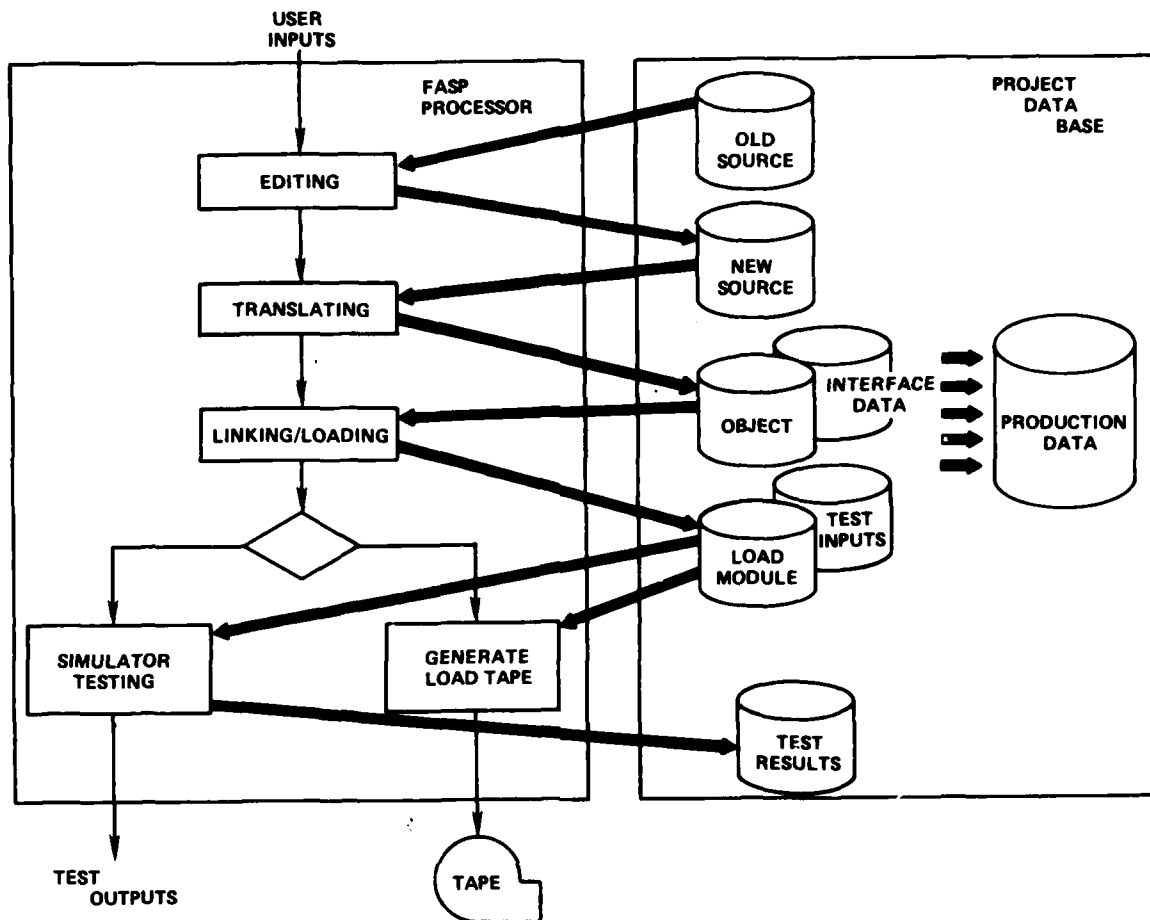 USER
INPUTS
FASP
PROCESSOR
PROJECT
DATA
BASE
OLD
SOURCE
EDITING
NEW
SOURCE
TRANSLATING
INTERFACE
DATA
OBJECT
LINKING/LOADING
PRODUCTION
DATA
TEST
INPUTS
LOAD
MODULE
SIMULATOR
TESTING
GENERATE
LOAD TAPE
TEST
RESULTS
TEST
OUTPUTS
TAPE